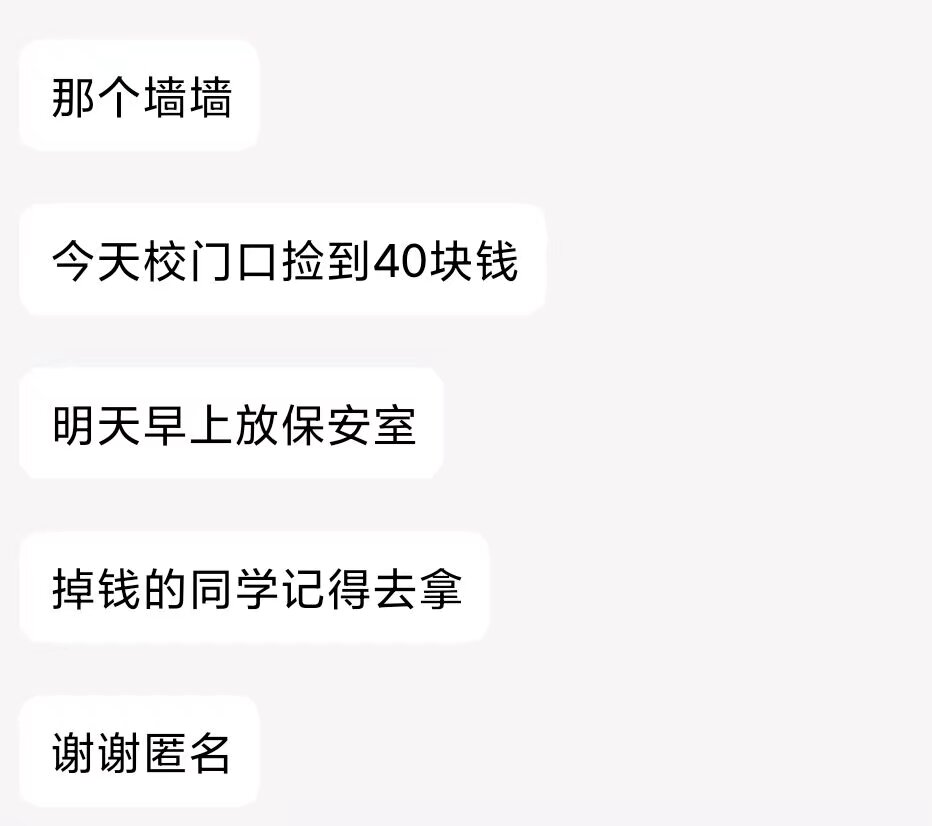 那个墙墙
今天校门口捡到40块钱
明天早上放保安室
掉钱的同学记得去拿
谢谢匿名